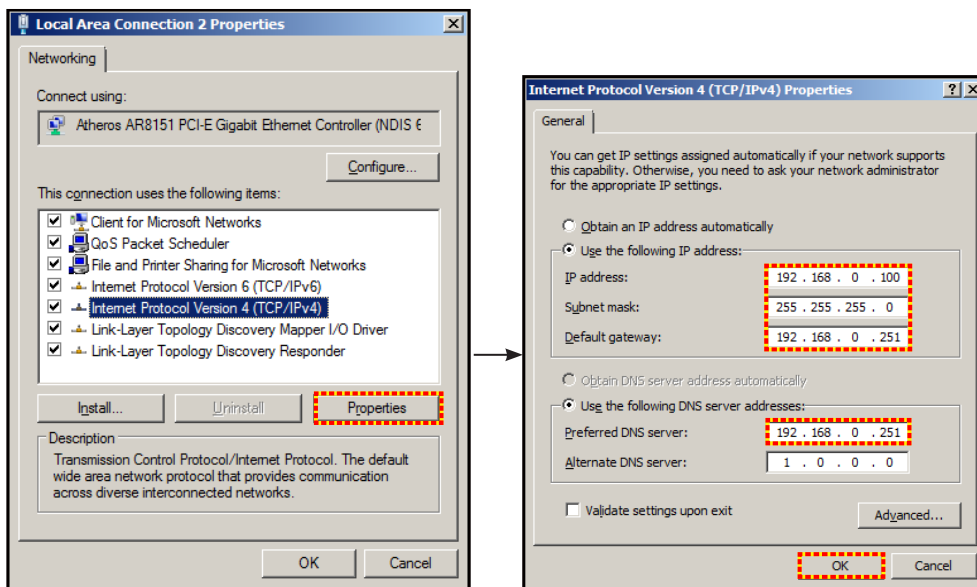 Local Area Connection 2 Properties
Networking
Connect using:
Atheros AR8151 PCI-E Gigabit Ethernet Controller (NDIS 6
Configure...
This connection uses the following items:
Client for Microsoft Networks
QoS Packet Scheduler
File and Printer Sharing for Microsoft Networks
Internet Protocol Version 6 (TCP/IPv6)
Internet Protocol Version 4 (TCP/IPv4)
Link-Layer Topology Discovery Mapper I/O Driver
Link-Layer Topology Discovery Responder
Install...
Uninstall
Properties
Description
Transmission Control Protocol/Internet Protocol. The default
wide area network protocol that provides communication
across diverse interconnected networks.
OK
Cancel
Internet Protocol Version 4 (TCP/IPv4) Properties
General
You can get IP settings assigned automatically if your network supports
this capability. Otherwise, you need to ask your network administrator
for the appropriate IP settings.
Obtain an IP address automatically
Use the following IP address:
IP address: 192 . 168 . 0 . 100
Subnet mask: 255 . 255 . 255 . 0
Default gateway: 192 . 168 . 0 . 251
Obtain DNS server address automatically
Use the following DNS server addresses:
Preferred DNS server: 192 . 168 . 0 . 251
Alternate DNS server: 1 . 0 . 0 . 0
Validate settings upon exit
Advanced...
OK
Cancel